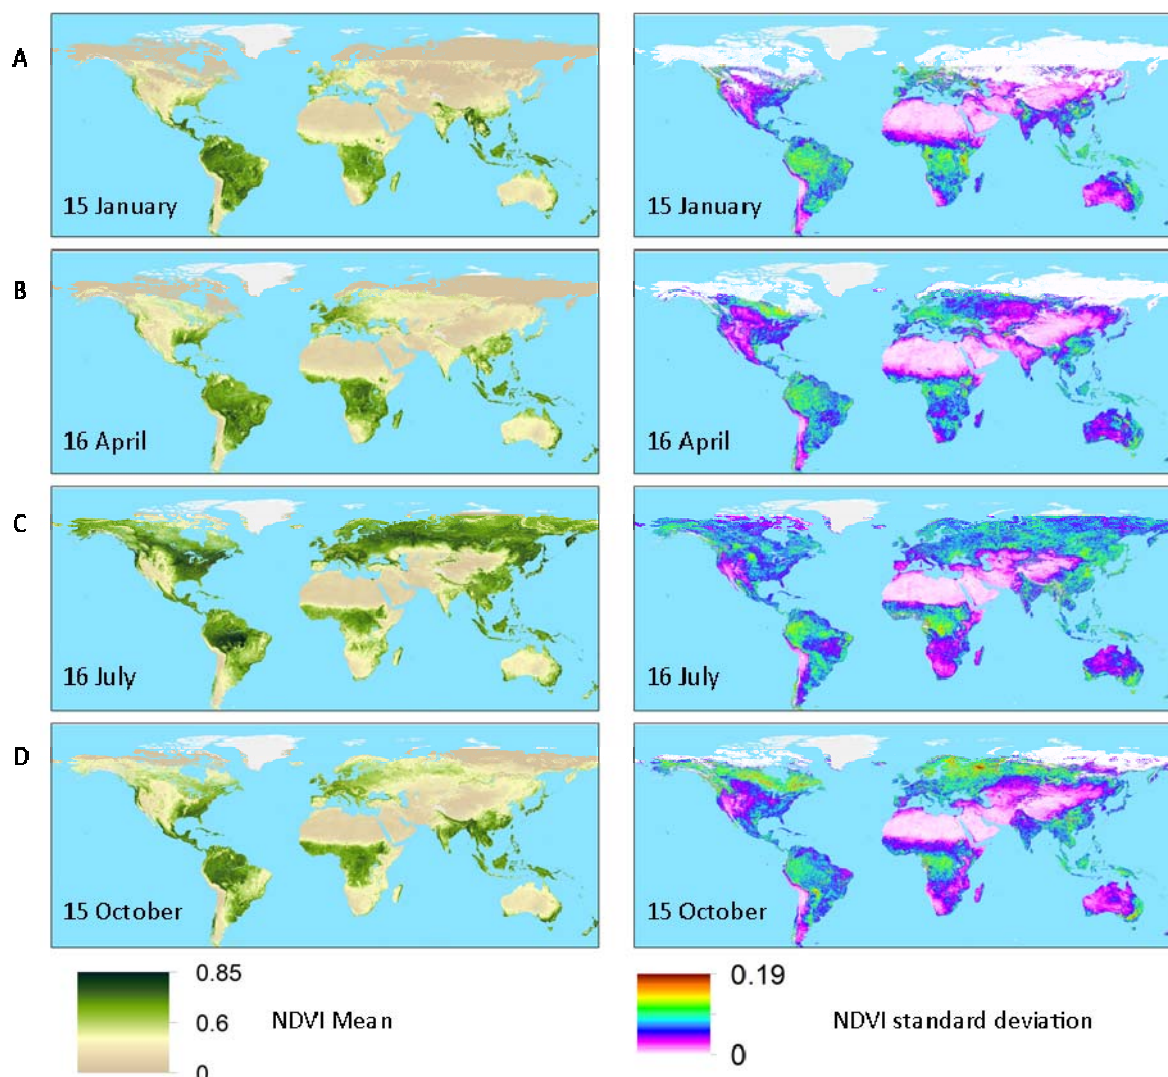 A
15 January
15 January
B
16 April
16 April
C
16 July
16 July
D
15 October
15 October
0.85
0.6
0
NDVI Mean
0.19
0
NDVI standard deviation